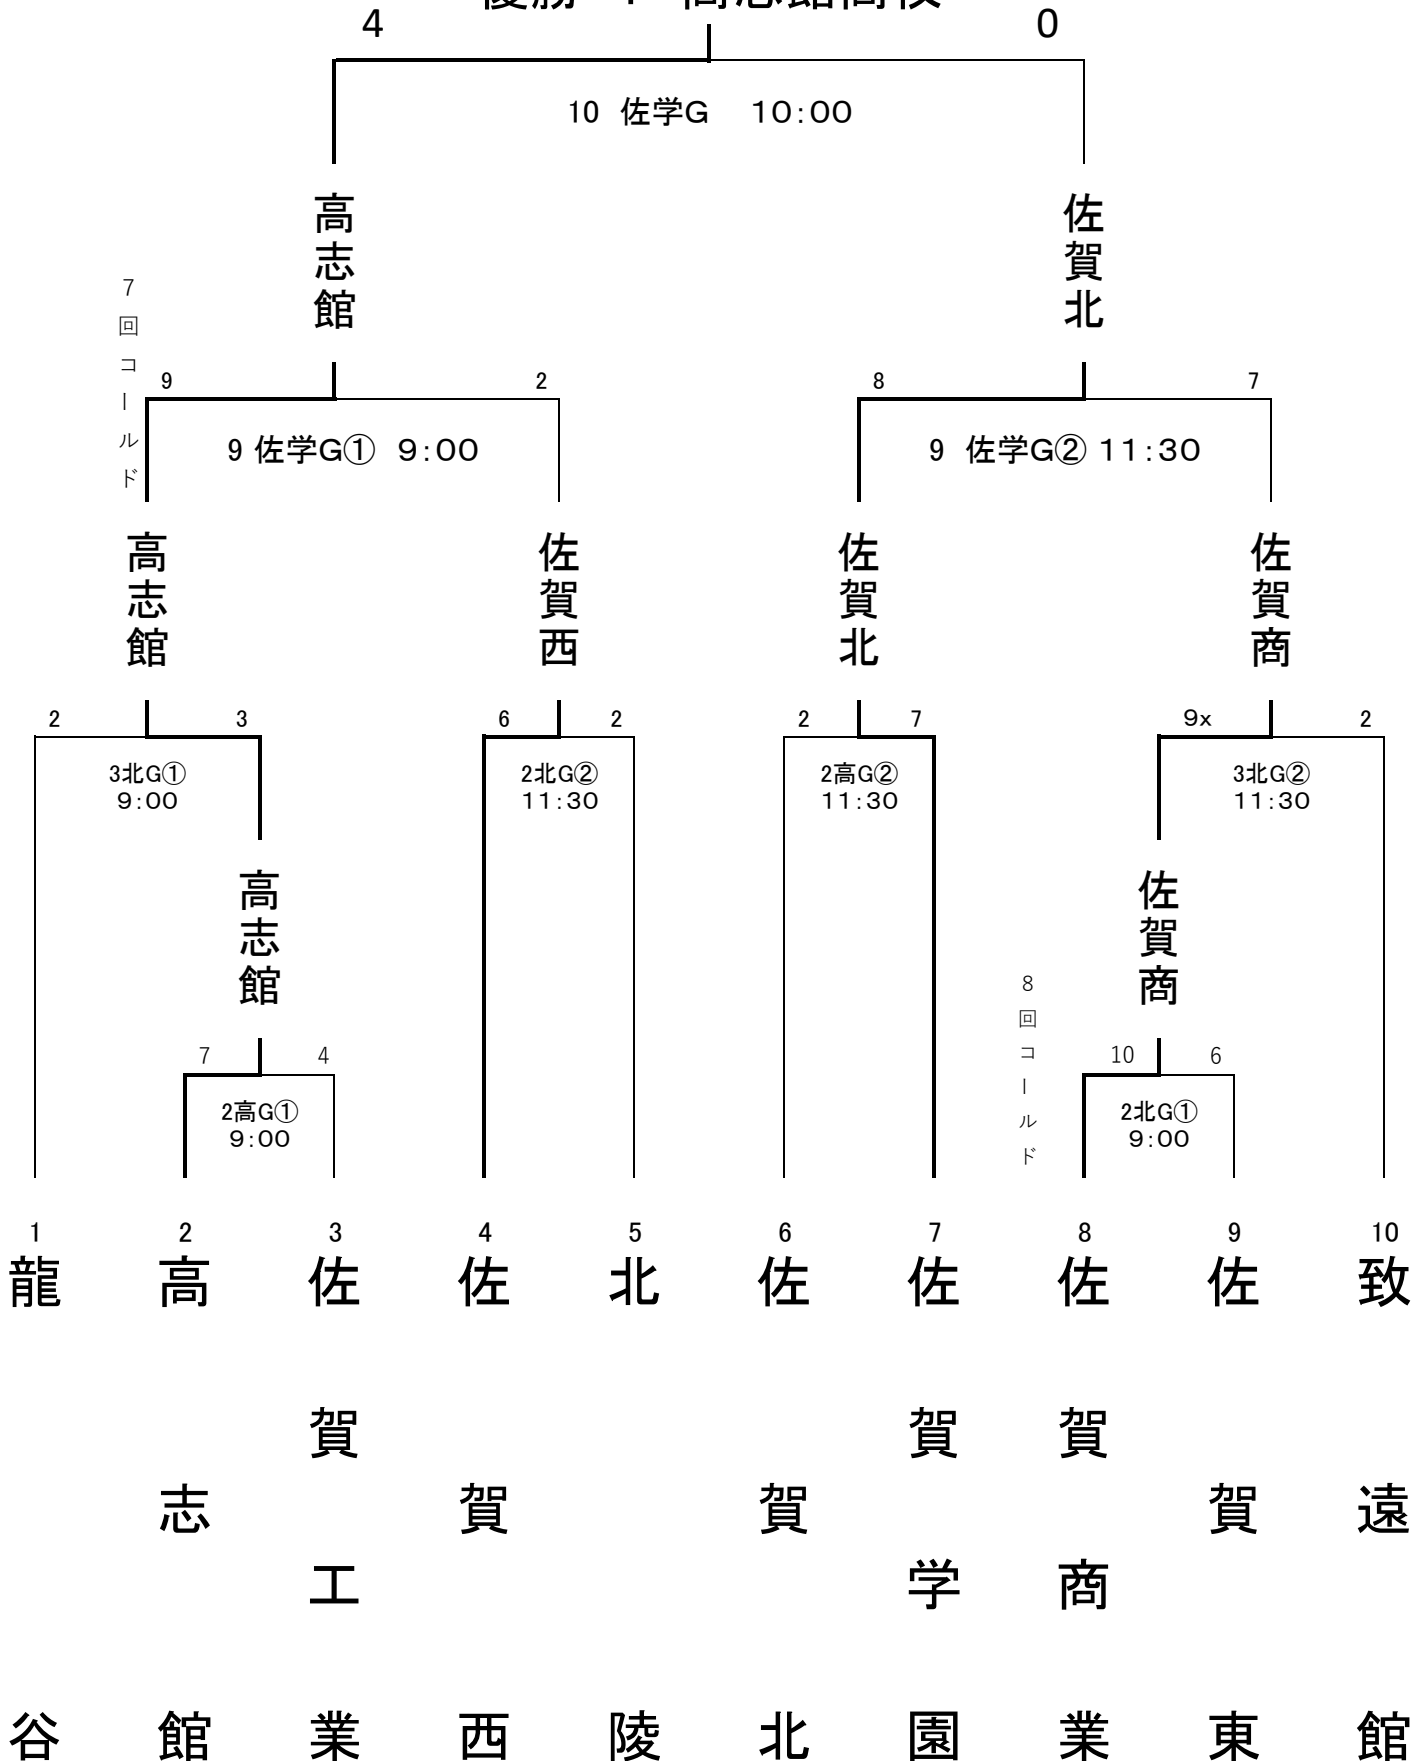 4
0
10 佐学G 10:00
高志館
佐賀北
7回コールド
9
2
8
7
9 佐学G① 9:00
9 佐学G② 11:30
高志館
佐賀西
佐賀北
佐賀商
2
3
6
2
2
7
9x
2
3北G①
9:00
2北G②
11:30
2高G②
11:30
3北G②
11:30
高志館
佐賀商
8回コールド
7
4
10
6
2高G①
9:00
2北G①
9:00
1
2
3
4
5
6
7
8
9
10
龍谷
高志館
佐賀工業
佐賀西
北陵
佐賀北
佐賀学園
佐賀商業
佐賀東
致遠館